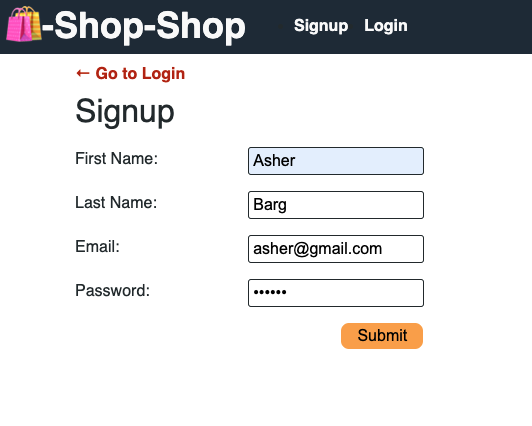 🛍️-Shop-Shop
Signup Login
← Go to Login
Signup
First Name: Asher
Last Name: Barg
Email: asher@gmail.com
Password: ••••••
Submit